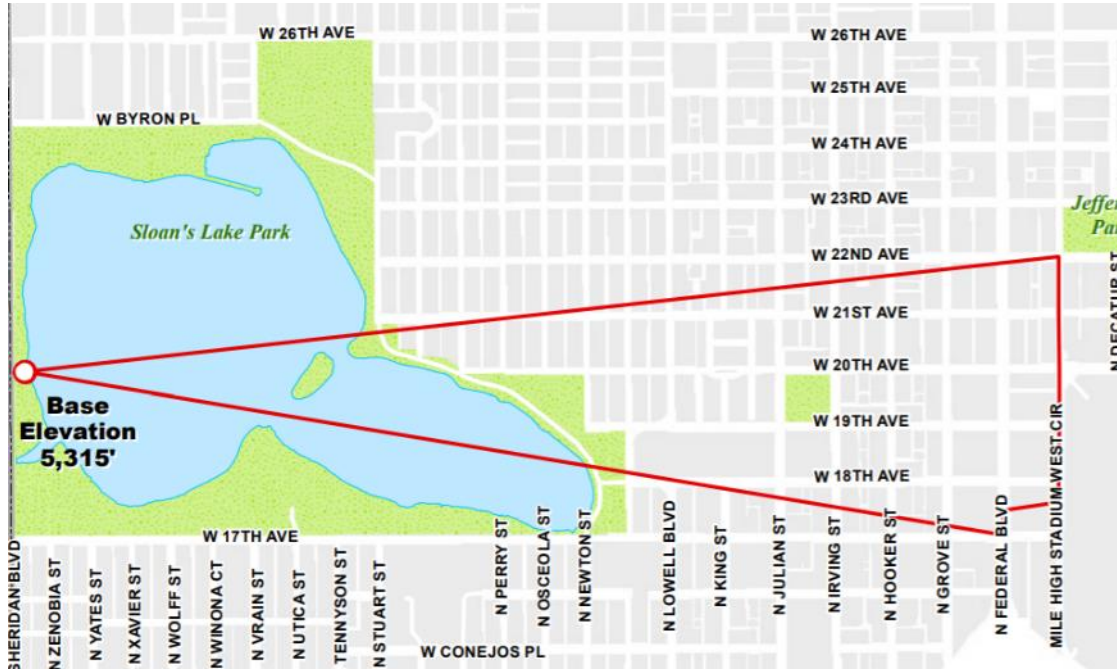 W 26TH AVE
W 26TH AVE
W 25TH AVE
W BYRON PL
W 24TH AVE
W 23RD AVE
Sloan's Lake Park
W 22ND AVE
N DECATUR ST
W 21ST AVE
W 20TH AVE
Base
Elevation
5,315'
W 19TH AVE
W 18TH AVE
W 17TH AVE
SHERIDAN BLVD
N ZENOBIA ST
N YATES ST
N XAVIER ST
N WOLFF ST
N WINONA CT
N VRAIN ST
N UTICA ST
TENNYSON ST
N STUART ST
N PERRY ST
N OSCEOLA ST
N NEWTON ST
N LOWELL BLVD
N KING ST
N JULIAN ST
N IRVING ST
N HOOKER ST
N GROVE ST
N FEDERAL BLVD
MILE HIGH STADIUM WEST CIR
W CONEJOS PL